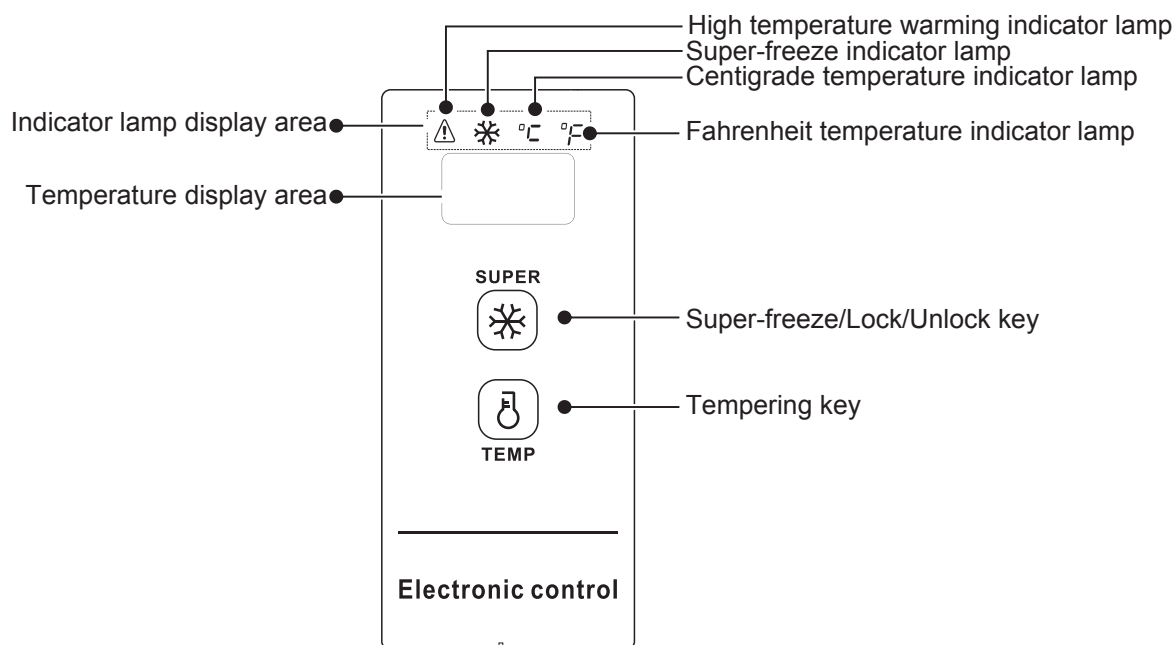 High temperature warming indicator lamp
Super-freeze indicator lamp
Centigrade temperature indicator lamp
Indicator lamp display area
°C °F
Fahrenheit temperature indicator lamp
Temperature display area
SUPER
Super-freeze/Lock/Unlock key
Tempering key
TEMP
Electronic control